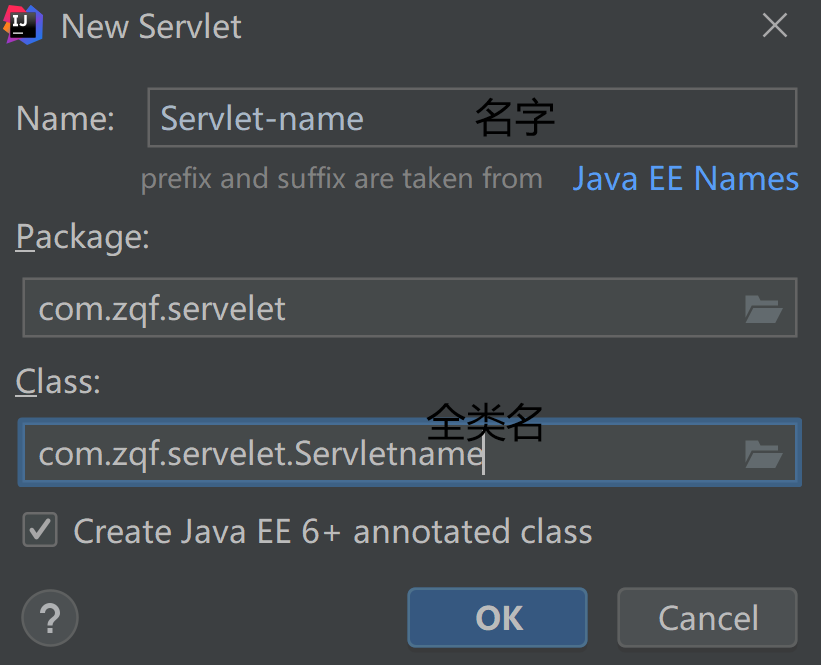 IJ New Servlet
Name: Servlet-name 名字
prefix and suffix are taken from Java EE Names
Package:
com.zqf.servelet
Class:
全类名
com.zqf.servelet.Servletname
Create Java EE 6+ annotated class
? OK Cancel